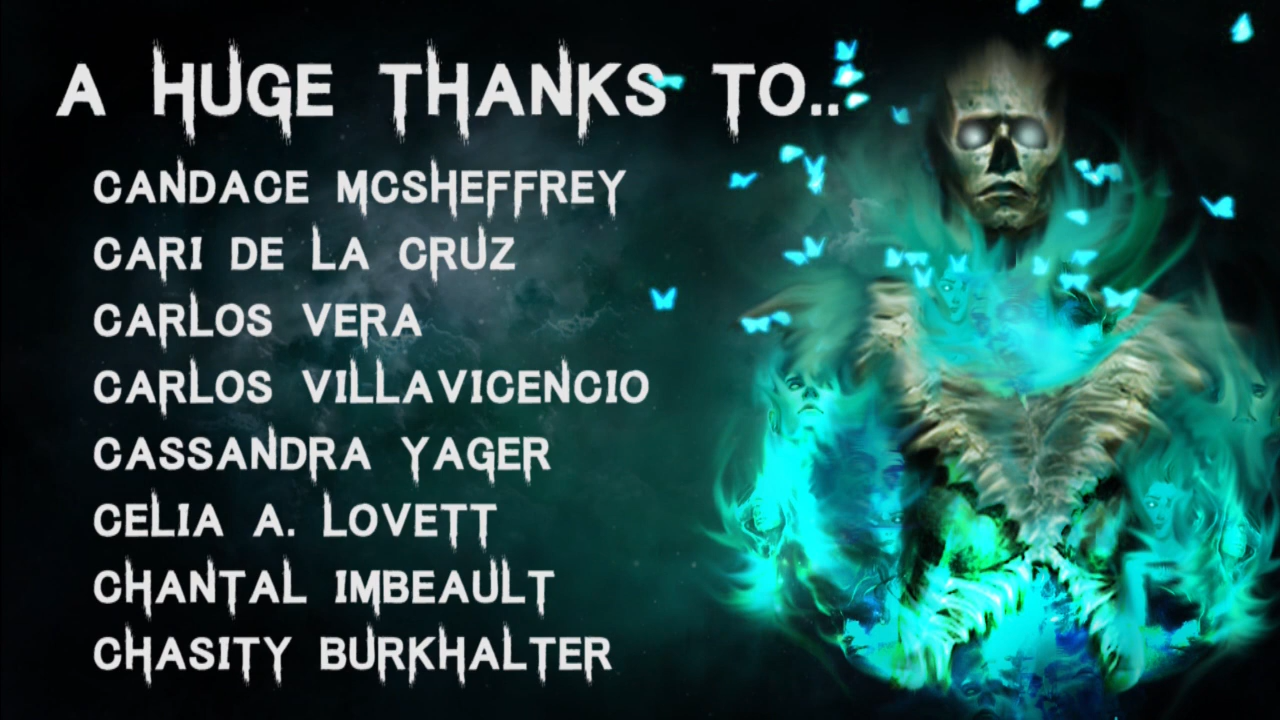 A HUGE THANKS TO..
CANDACE MCSHEFFREY
CARI DE LA CRUZ
CARLOS VERA
CARLOS VILLAVICENCIO
CASSANDRA YAGER
CELIA A. LOVETT
CHANTAL IMBEAULT
CHASITY BURKHALTER